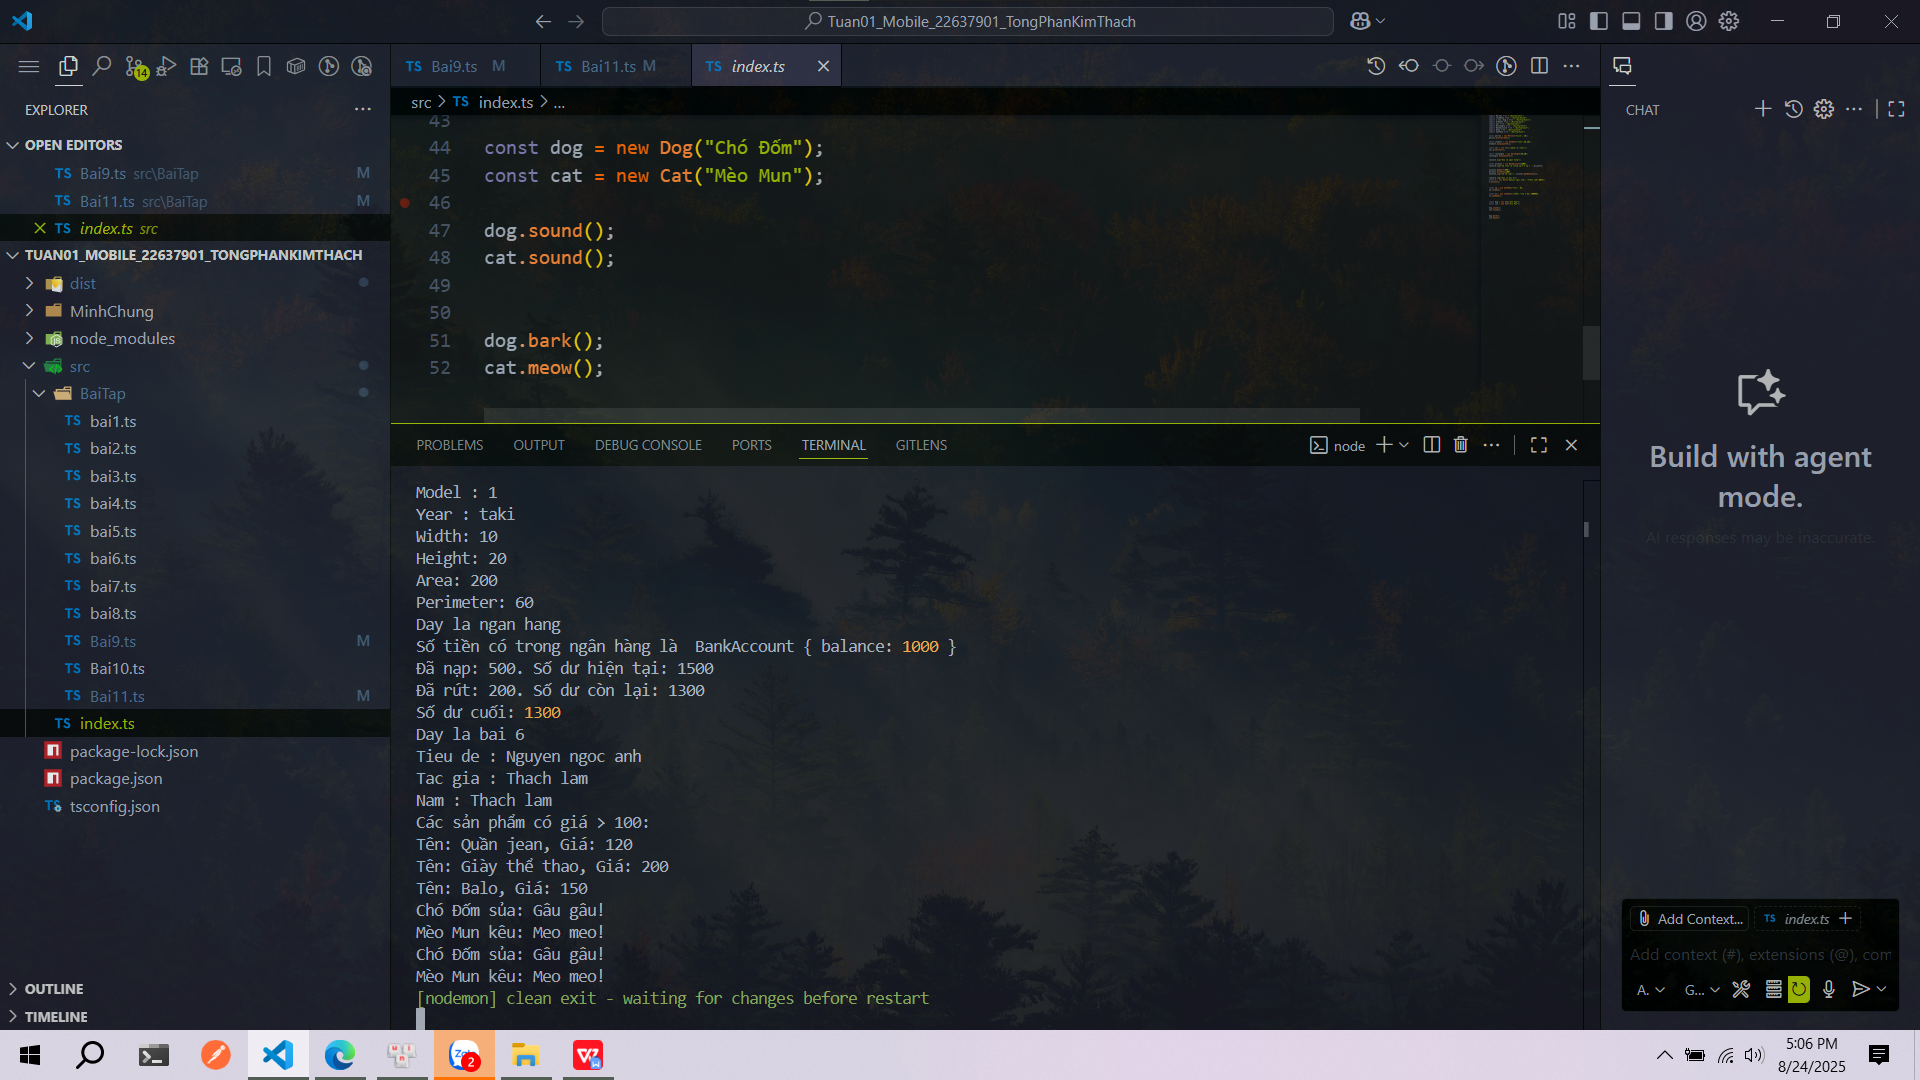 Tuan01_Mobile_22637901_TongPhanKimThach
14
EXPLORER
OPEN EDITORS
TS Bai9.ts src\BaiTap M
TS Bai11.ts src\BaiTap M
TS index.ts src
TUAN01_MOBILE_22637901_TONGPHANKIMTHACH
dist
MinhChung
node_modules
src
BaiTap
TS bai1.ts
TS bai2.ts
TS bai3.ts
TS bai4.ts
TS bai5.ts
TS bai6.ts
TS bai7.ts
TS bai8.ts
TS Bai9.ts M
TS Bai10.ts
TS Bai11.ts M
TS index.ts
package-lock.json
package.json
TS tsconfig.json
OUTLINE
TIMELINE
TS Bai9.ts M TS Bai11.ts M TS index.ts
src > TS index.ts > ...
43
44 const dog = new Dog("Chó Đốm");
45 const cat = new Cat("Mèo Mun");
46
47 dog.sound();
48 cat.sound();
49
50
51 dog.bark();
52 cat.meow();
PROBLEMS OUTPUT DEBUG CONSOLE PORTS TERMINAL GITLENS
node
Model : 1
Year : taki
Width: 10
Height: 20
Area: 200
Perimeter: 60
Day la ngan hang
Số tiền có trong ngân hàng là  BankAccount { balance: 1000 }
Đã nạp: 500. Số dư hiện tại: 1500
Đã rút: 200. Số dư còn lại: 1300
Số dư cuối: 1300
Day la bai 6
Tieu de : Nguyen ngoc anh
Tac gia : Thach lam
Nam : Thach lam
Các sản phẩm có giá > 100:
Tên: Quần jean, Giá: 120
Tên: Giày thể thao, Giá: 200
Tên: Balo, Giá: 150
Chó Đốm sủa: Gâu gâu!
Mèo Mun kêu: Meo meo!
Chó Đốm sủa: Gâu gâu!
Mèo Mun kêu: Meo meo!
[nodemon] clean exit - waiting for changes before restart
CHAT
Build with agent
mode.
AI responses may be inaccurate.
Add Context... TS index.ts
Add context (#), extensions (@), com
A. G...
2
5:06 PM
8/24/2025